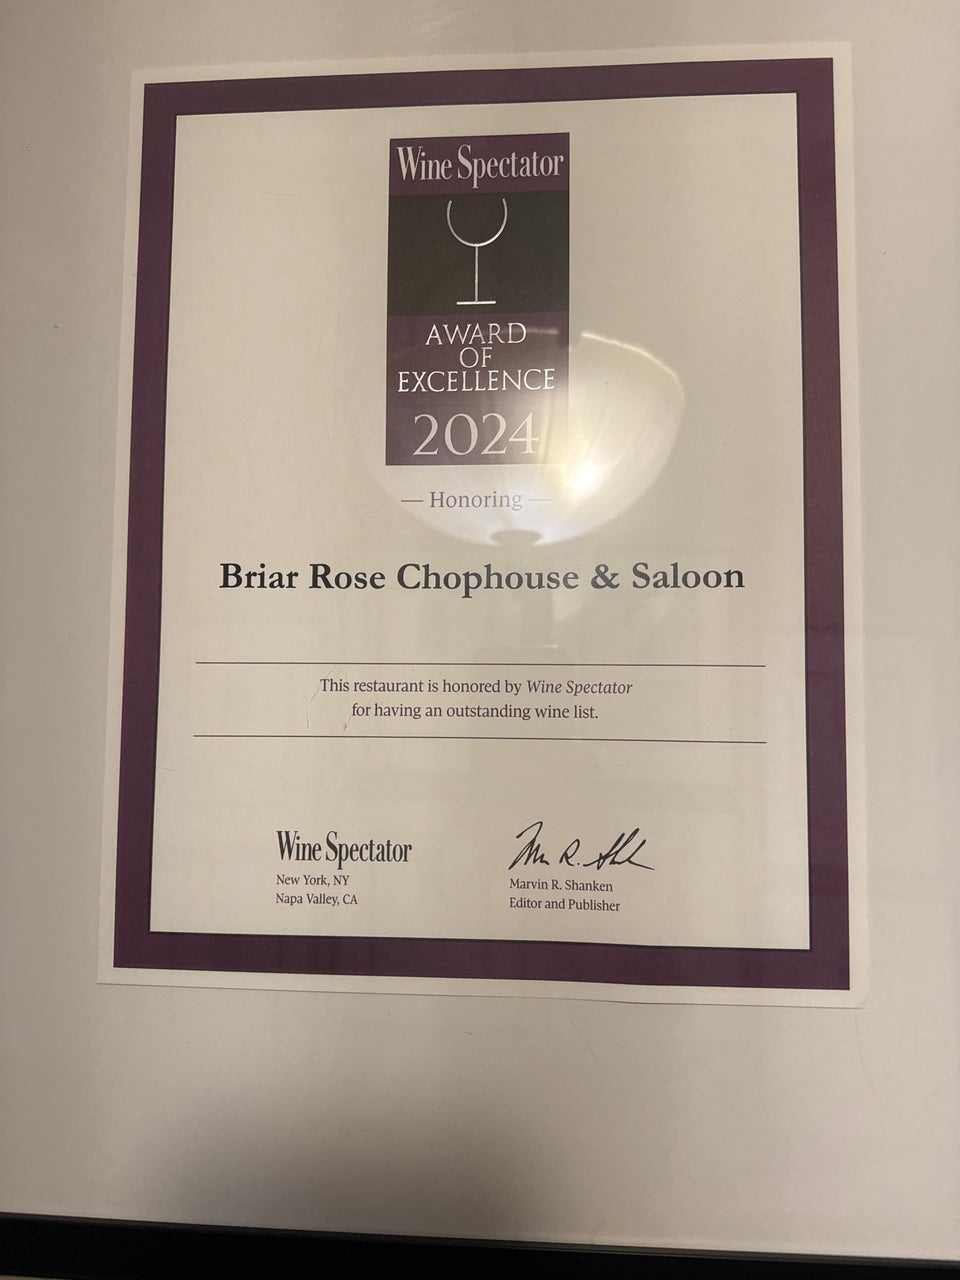 Wine Spectator
AWARD
OF
EXCELLENCE
2024
— Honoring —
Briar Rose Chophouse & Saloon
This restaurant is honored by Wine Spectator
for having an outstanding wine list.
Wine Spectator
New York, NY
Napa Valley, CA
Marvin R. Shanken
Editor and Publisher